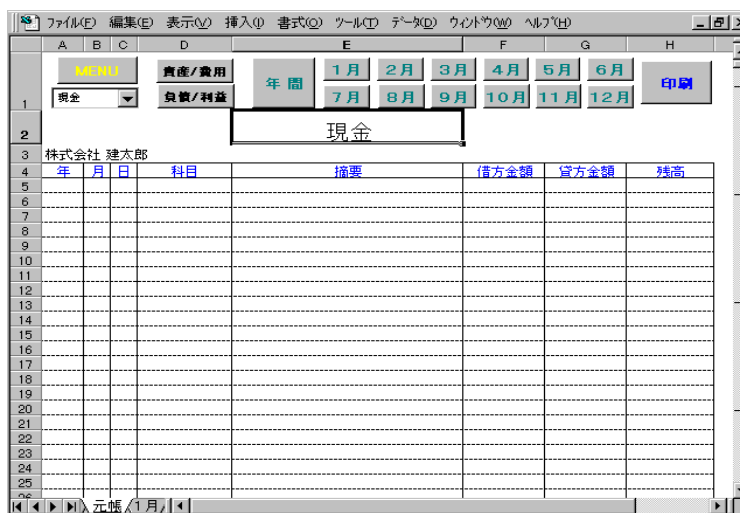 ファイル(F) 編集(E) 表示(V) 挿入(I) 書式(O) ツール(T) データ(D) ウィンドウ(W) ヘルプ(H)
A B C D E F G H
MENU 資産/費用 年間 1月 2月 3月 4月 5月 6月 印刷
現金 負債/利益 7月 8月 9月 10月 11月 12月
1
2 現金
3 株式会社 建太郎
4 年 月 日 科目 摘要 借方金額 貸方金額 残高
5
6
7
8
9
10
11
12
13
14
15
16
17
18
19
20
21
22
23
24
25
26
元帳 1月